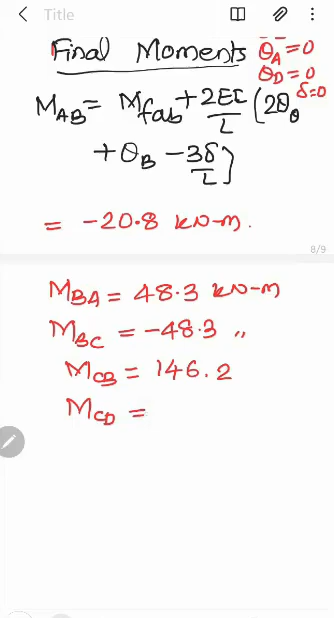 Title
Final Moments θA = 0
θD = 0
δ = 0
MAB = Mfab + 2EI/L (2θθ
+ θB − 3δ/L)
= −20.8 kN-m.
8/9
MBA = 48.3 kN-m
MBC = −48.3 〃
MCB = 146.2
MCD =